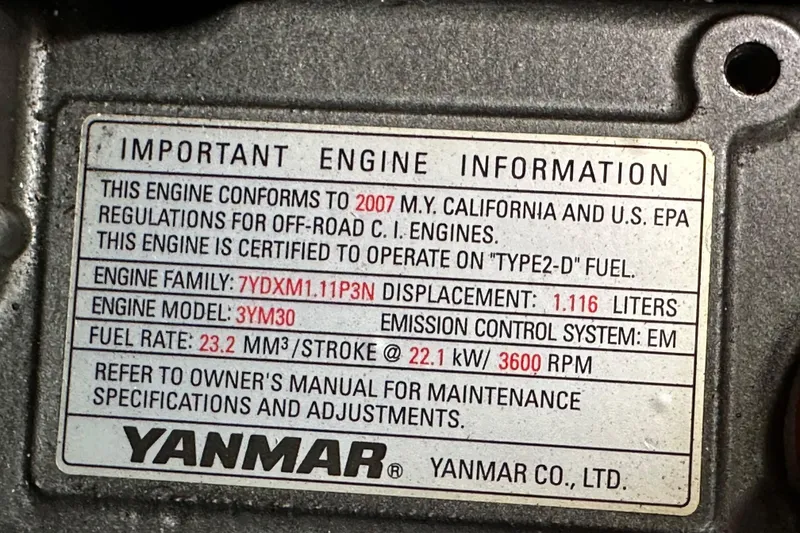 IMPORTANT ENGINE INFORMATION
THIS ENGINE CONFORMS TO 2007 M.Y. CALIFORNIA AND U.S. EPA
REGULATIONS FOR OFF-ROAD C. I. ENGINES.
THIS ENGINE IS CERTIFIED TO OPERATE ON "TYPE2-D" FUEL.
ENGINE FAMILY: 7YDXM1.11P3N DISPLACEMENT: 1.116 LITERS
ENGINE MODEL: 3YM30 EMISSION CONTROL SYSTEM: EM
FUEL RATE: 23.2 MM³/STROKE @ 22.1 kW/ 3600 RPM
REFER TO OWNER'S MANUAL FOR MAINTENANCE
SPECIFICATIONS AND ADJUSTMENTS.
YANMAR® YANMAR CO., LTD.